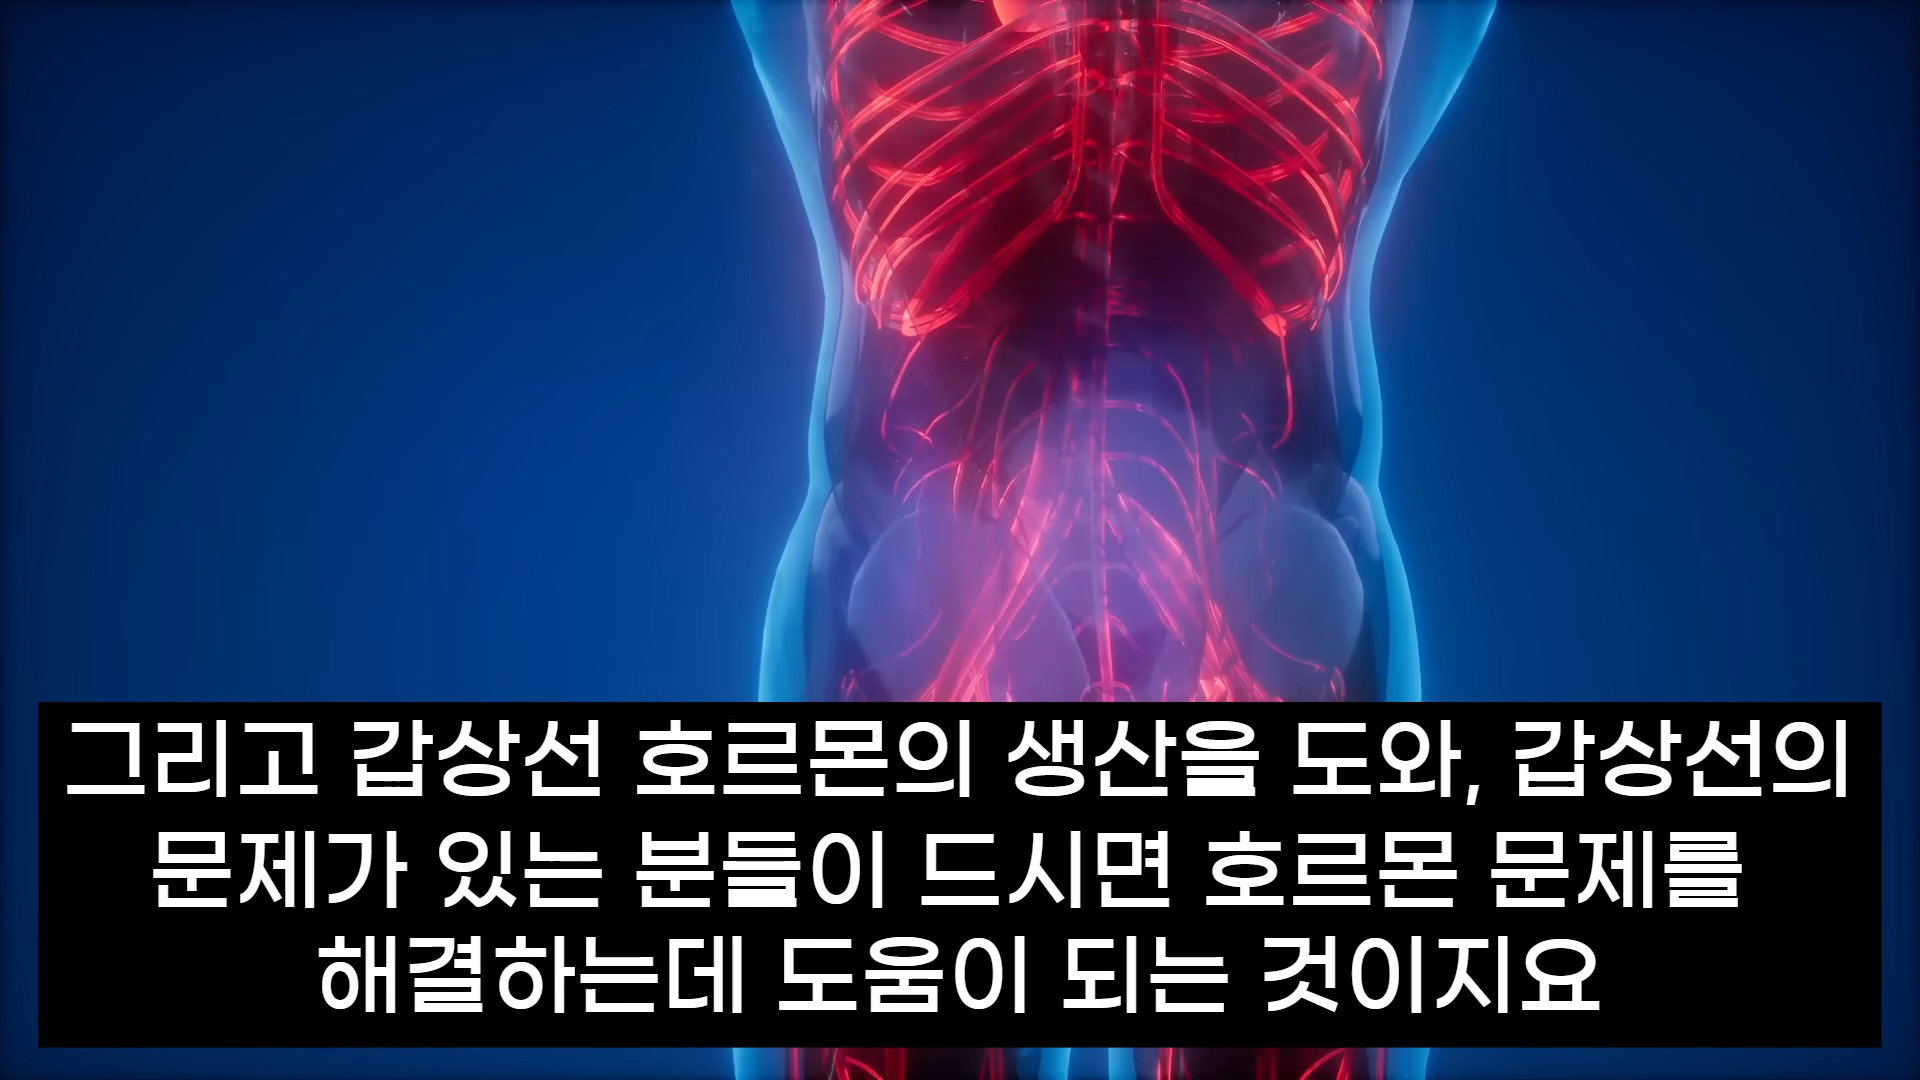 그리고 갑상선 호르몬의 생산을 도와, 갑상선의
문제가 있는 분들이 드시면 호르몬 문제를
해결하는데 도움이 되는 것이지요